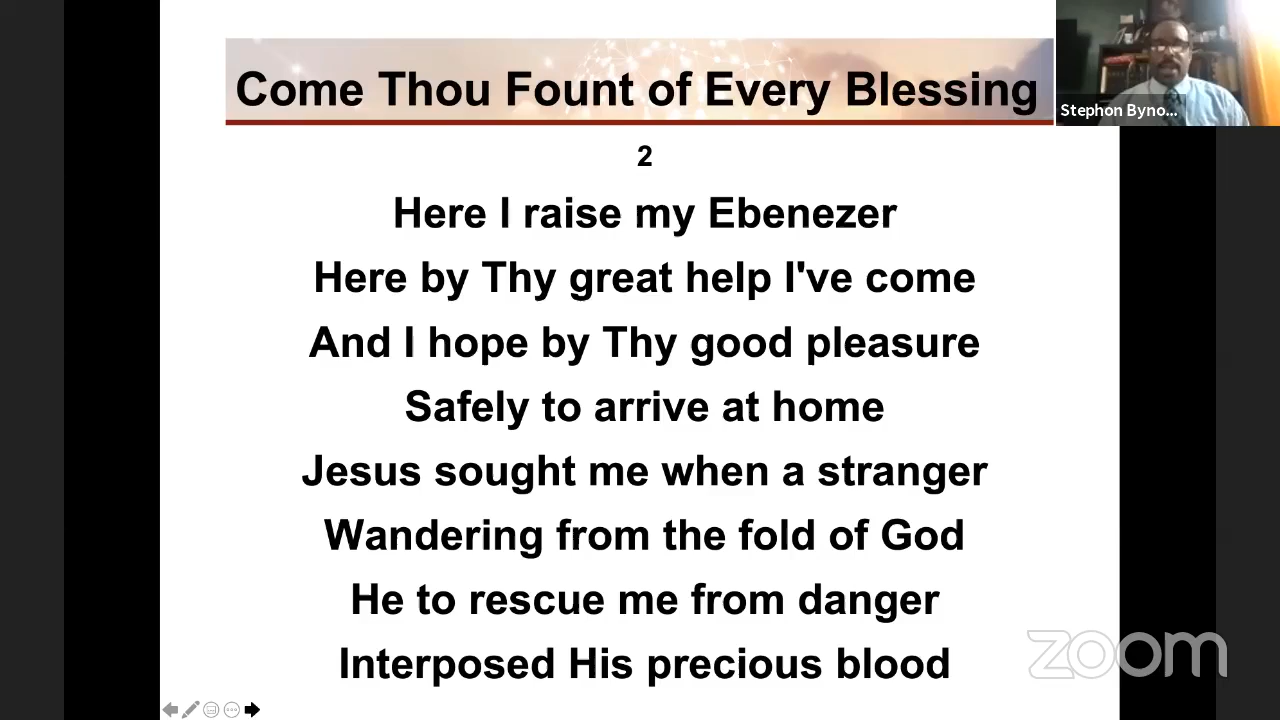 Come Thou Fount of Every Blessing
Stephon Byno...
2
Here I raise my Ebenezer
Here by Thy great help I've come
And I hope by Thy good pleasure
Safely to arrive at home
Jesus sought me when a stranger
Wandering from the fold of God
He to rescue me from danger
Interposed His precious blood
zoom